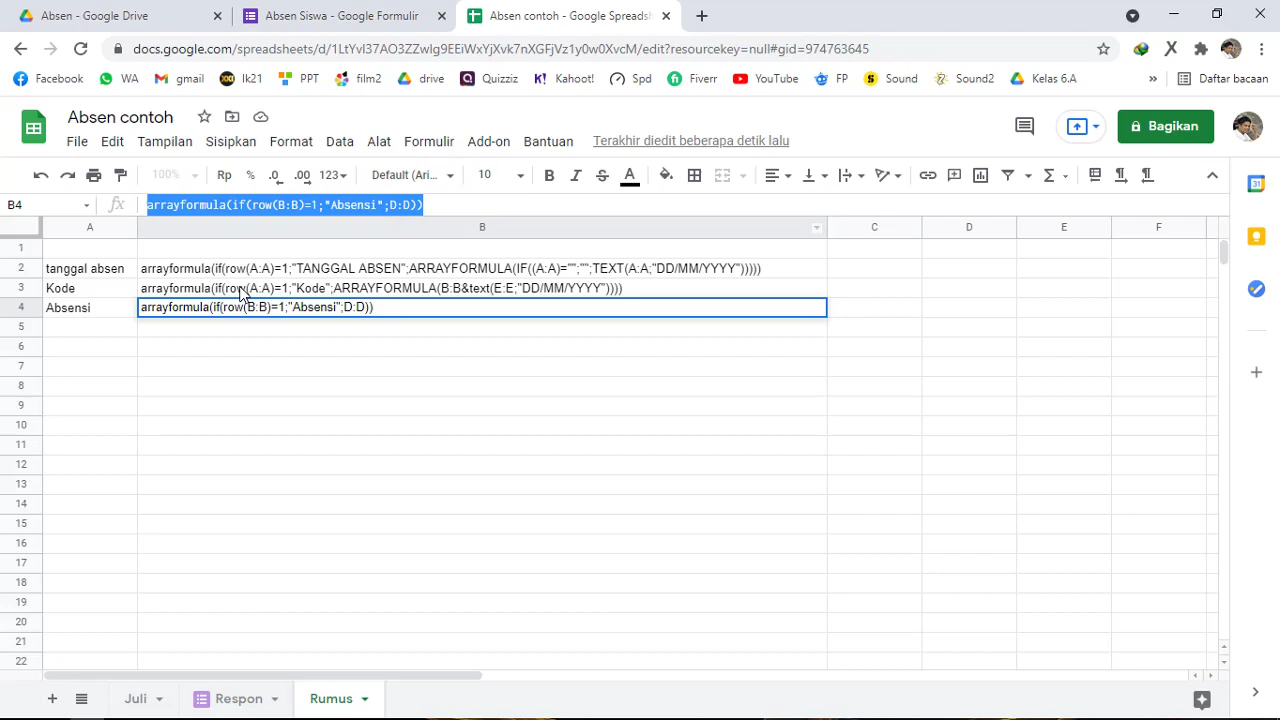 Absen - Google Drive
Absen Siswa - Google Formulir
Absen contoh - Google Spreadsh
docs.google.com/spreadsheets/d/1LtYvl37AO3ZZwlg9EEiWxYjXvk7nXGFjVz1y0w0XvcM/edit?resourcekey=null#gid=974763645
Facebook WA gmail lk21 PPT film2 drive Quizziz Kahoot! Spd Fiverr YouTube FP Sound Sound2 Kelas 6.A » Daftar bacaan
Absen contoh
File Edit Tampilan Sisipkan Format Data Alat Formulir Add-on Bantuan Terakhir diedit beberapa detik lalu
Bagikan
100% Rp % .0 .00 123 Default (Ari... 10 B I S A
B4 fx arrayformula(if(row(B:B)=1;"Absensi";D:D))
A B C D E F
1
2 tanggal absen arrayformula(if(row(A:A)=1;"TANGGAL ABSEN";ARRAYFORMULA(IF((A:A)="";"";TEXT(A:A;"DD/MM/YYYY")))))
3 Kode arrayformula(if(row(A:A)=1;"Kode";ARRAYFORMULA(B:B&text(E:E;"DD/MM/YYYY"))))
4 Absensi arrayformula(if(row(B:B)=1;"Absensi";D:D))
5
6
7
8
9
10
11
12
13
14
15
16
17
18
19
20
21
22
Juli Respon Rumus